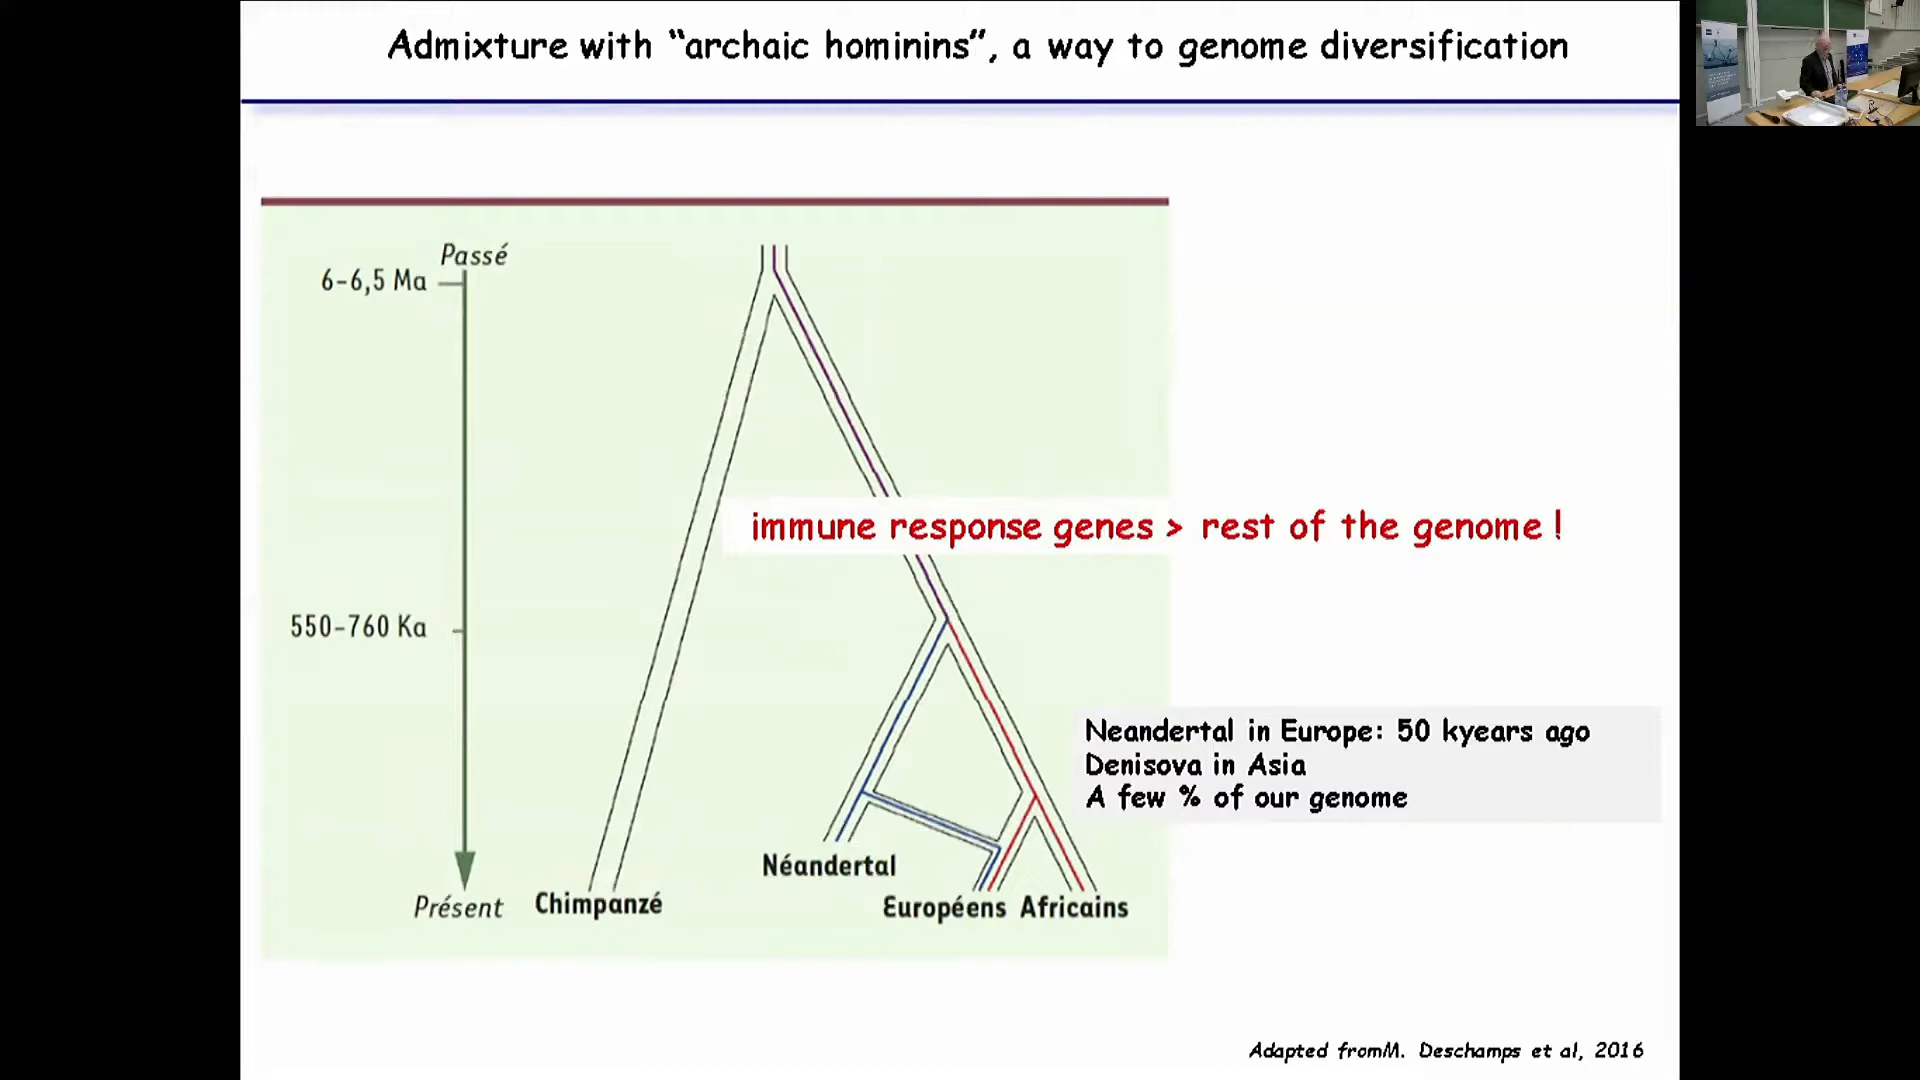 Admixture with “archaic hominins”, a way to genome diversification
Passé
6-6,5 Ma
immune response genes > rest of the genome !
550-760 Ka
Neandertal in Europe: 50 kyears ago
Denisova in Asia
A few % of our genome
Néandertal
Présent
Chimpanzé
Européens
Africains
Adapted fromM. Deschamps et al, 2016